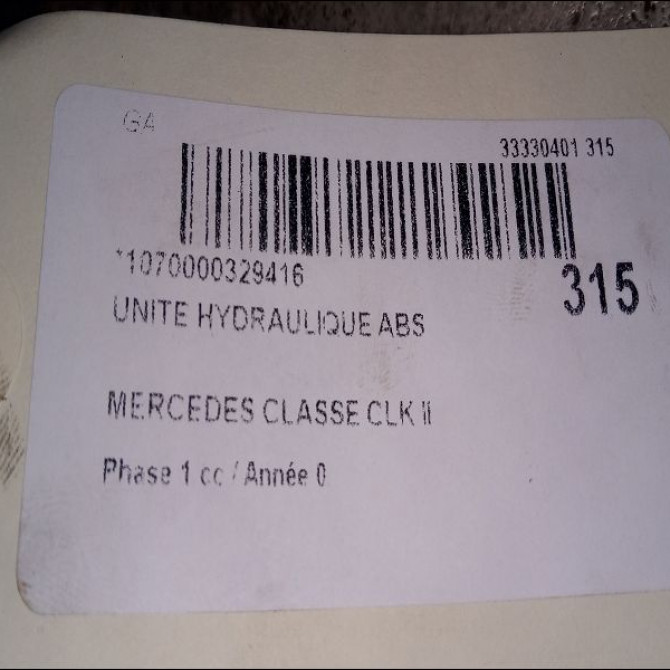 GA
33330401 315
*1070000329416
315
UNITE HYDRAULIQUE ABS
MERCEDES CLASSE CLK II
Phase 1 cc / Année 0